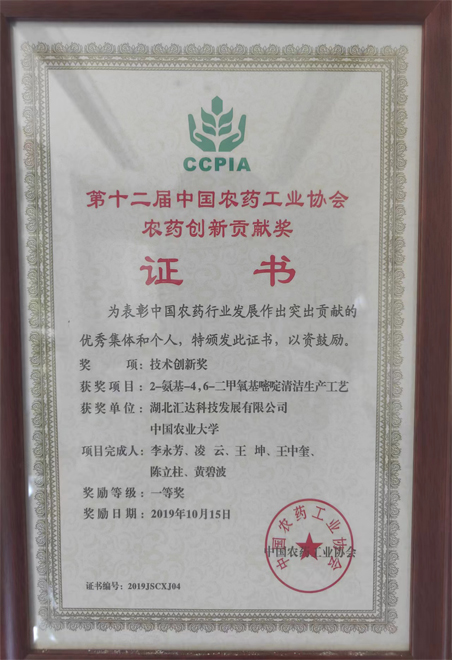 CCPIA
第十二届中国农药工业协会
农药创新贡献奖
证 书
为表彰中国农药行业发展作出突出贡献的
优秀集体和个人，特颁发此证书，以资鼓励。
奖 项：技术创新奖
获奖项目：2-氨基-4,6-二甲氧基嘧啶清洁生产工艺
获奖单位：湖北汇达科技发展有限公司
中国农业大学
项目完成人：李永芳、凌 云、王 坤、王中奎、
陈立柱、黄碧波
奖励等级：一等奖
奖励日期：2019年10月15日
中国农药工业协会
中国农药工业协会
证书编号：2019JSCXJ04